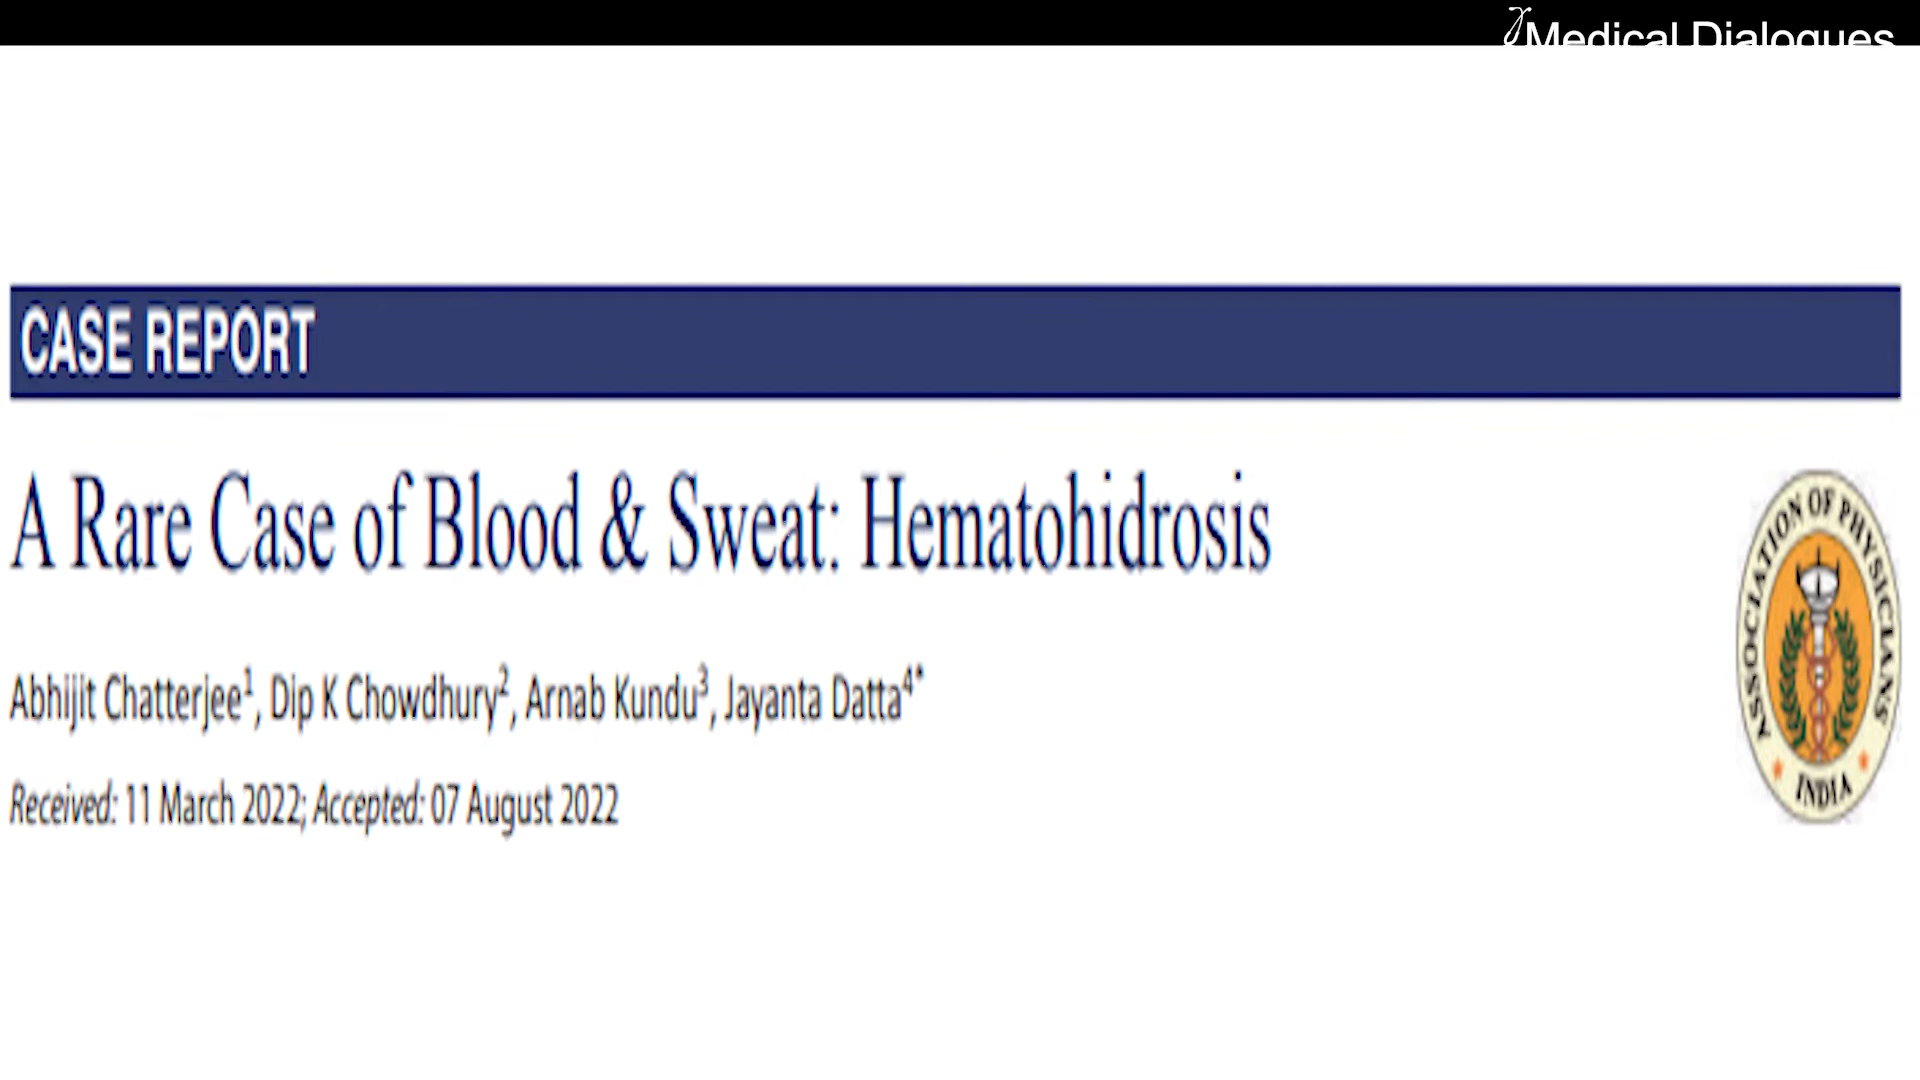 Medical Dialogues
CASE REPORT
A Rare Case of Blood & Sweat: Hematohidrosis
Abhijit Chatterjee1, Dip K Chowdhury2, Arnab Kundu3, Jayanta Datta4*
Received: 11 March 2022; Accepted: 07 August 2022
ASSOCIATION OF PHYSICIANS
INDIA